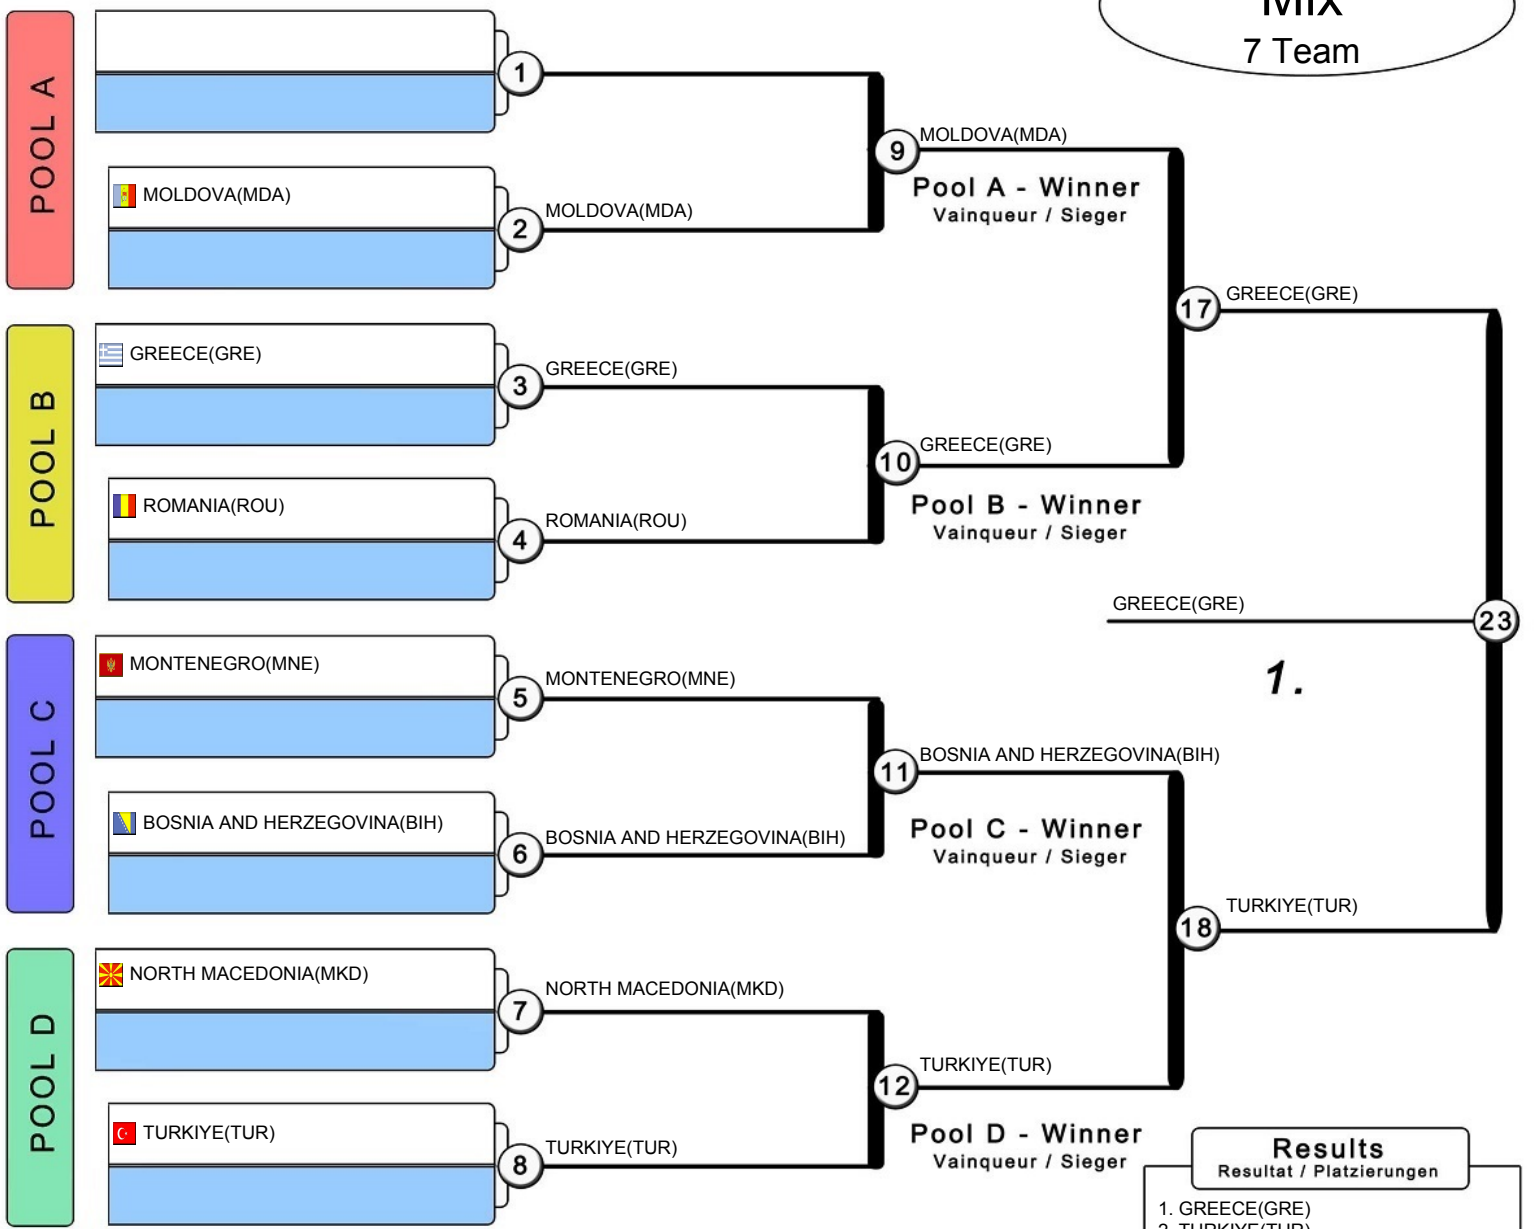 Mix
7 Team
POOL A
1
MOLDOVA(MDA)
2
MOLDOVA(MDA)
9
MOLDOVA(MDA)
Pool A - Winner
Vainqueur / Sieger
POOL B
GREECE(GRE)
3
GREECE(GRE)
ROMANIA(ROU)
4
ROMANIA(ROU)
10
GREECE(GRE)
Pool B - Winner
Vainqueur / Sieger
17
GREECE(GRE)
GREECE(GRE)
23
1.
POOL C
MONTENEGRO(MNE)
5
MONTENEGRO(MNE)
BOSNIA AND HERZEGOVINA(BIH)
6
BOSNIA AND HERZEGOVINA(BIH)
11
BOSNIA AND HERZEGOVINA(BIH)
Pool C - Winner
Vainqueur / Sieger
18
TURKIYE(TUR)
POOL D
NORTH MACEDONIA(MKD)
7
NORTH MACEDONIA(MKD)
TURKIYE(TUR)
8
TURKIYE(TUR)
12
TURKIYE(TUR)
Pool D - Winner
Vainqueur / Sieger
Results
Resultat / Platzierungen
1. GREECE(GRE)
2. TURKIYE(TUR)